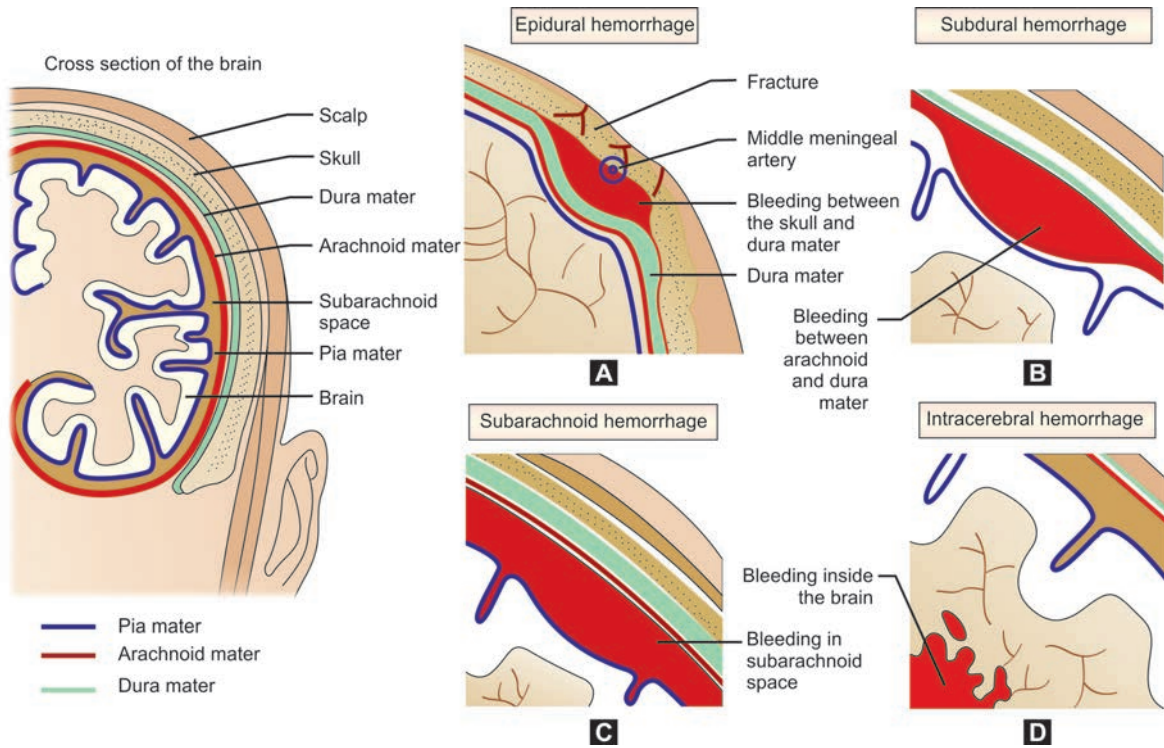 Cross section of the brain
Scalp
Skull
Dura mater
Arachnoid mater
Subarachnoid
space
Pia mater
Brain
Pia mater
Arachnoid mater
Dura mater
Epidural hemorrhage
Fracture
Middle meningeal
artery
Bleeding between
the skull and
dura mater
Dura mater
A
Subdural hemorrhage
Bleeding
between
arachnoid
and dura
mater
B
Subarachnoid hemorrhage
Bleeding in
subarachnoid
space
C
Intracerebral hemorrhage
Bleeding inside
the brain
D